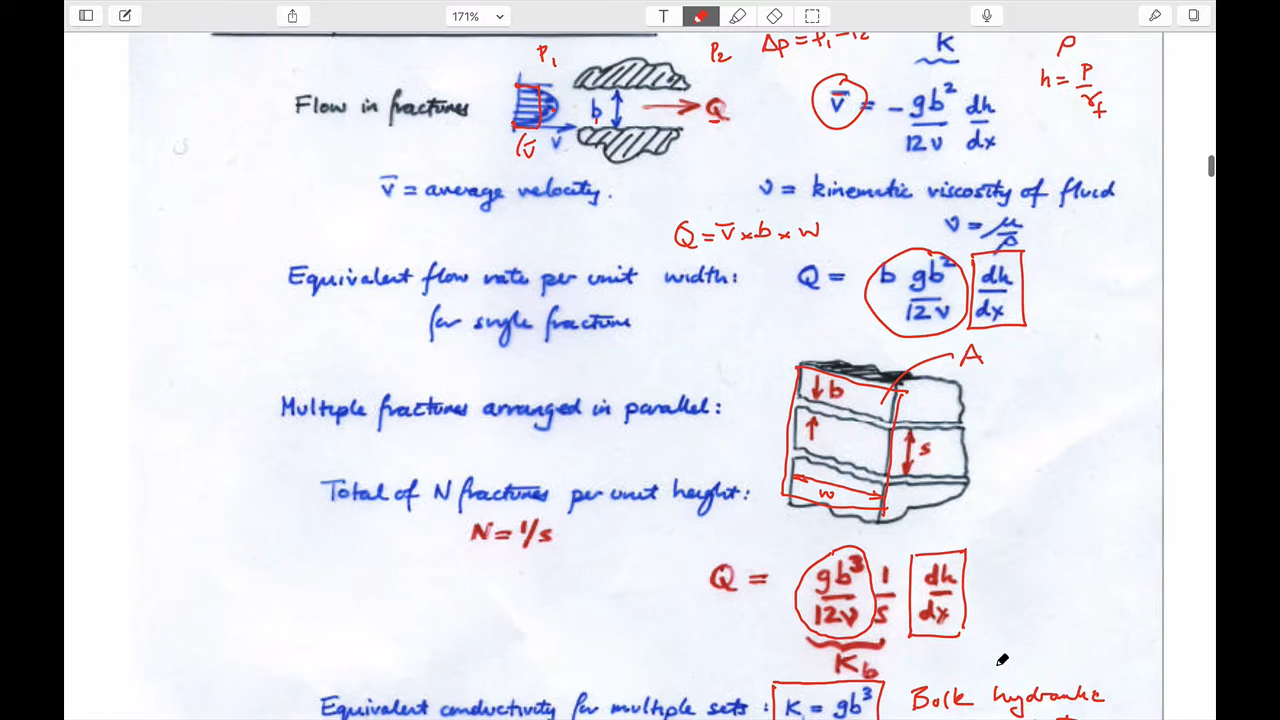 171%
T
P1
P2
Δp = P1 - P2
K
ρ
h = P/γf
Flow in fractures
b
Q
v̄
v
v̄ = - gb²/12ν dh/dx
v̄ = average velocity.
ν = kinematic viscosity of fluid
ν = μ/ρ
Q = v̄ × b × w
Equivalent flow rate per unit width:
for single fracture
Q = b gb²/12ν dh/dx
A
b
Multiple fractures arranged in parallel:
s
Total of N fractures per unit height:
w
N = 1/s
Q = gb³/12ν 1/s dh/dx
Kb
Equivalent conductivity for multiple sets : K = gb³
Bulk hydraulic